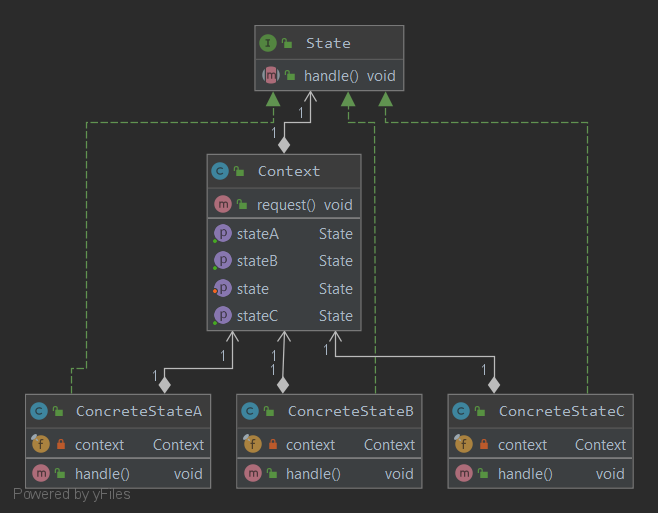 I State
m handle() void
1
1
C Context
m request() void
p stateA State
p stateB State
p state State
p stateC State
1 1 1
1 1 1
C ConcreteStateA
f context Context
m handle() void
C ConcreteStateB
f context Context
m handle() void
C ConcreteStateC
f context Context
m handle() void
Powered by yFiles